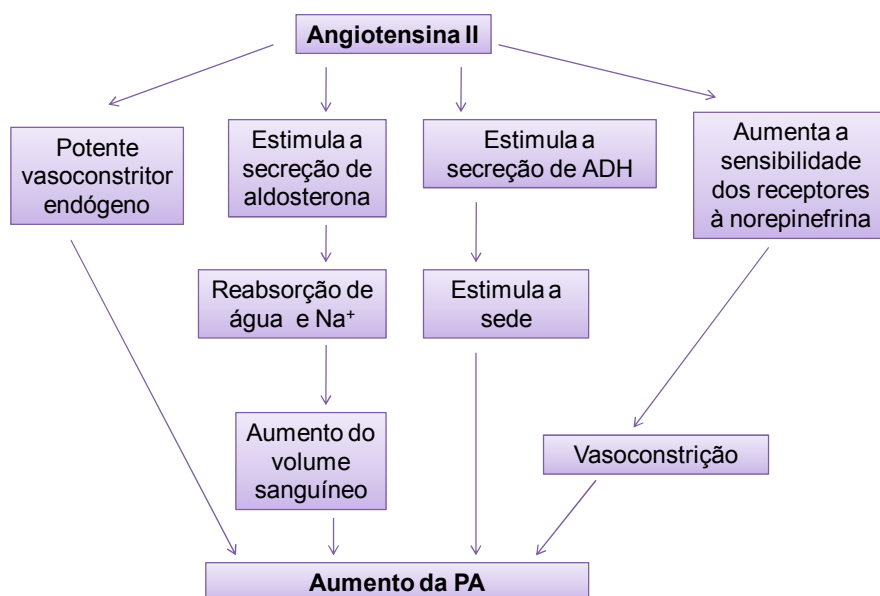 Angiotensina II
Potente
vasoconstritor
endógeno
Estimula a
secreção de
aldosterona
Estimula a
secreção de ADH
Aumenta a
sensibilidade
dos receptores
à norepinefrina
Reabsorção de
água e Na⁺
Estimula a
sede
Aumento do
volume
sanguíneo
Vasoconstrição
Aumento da PA